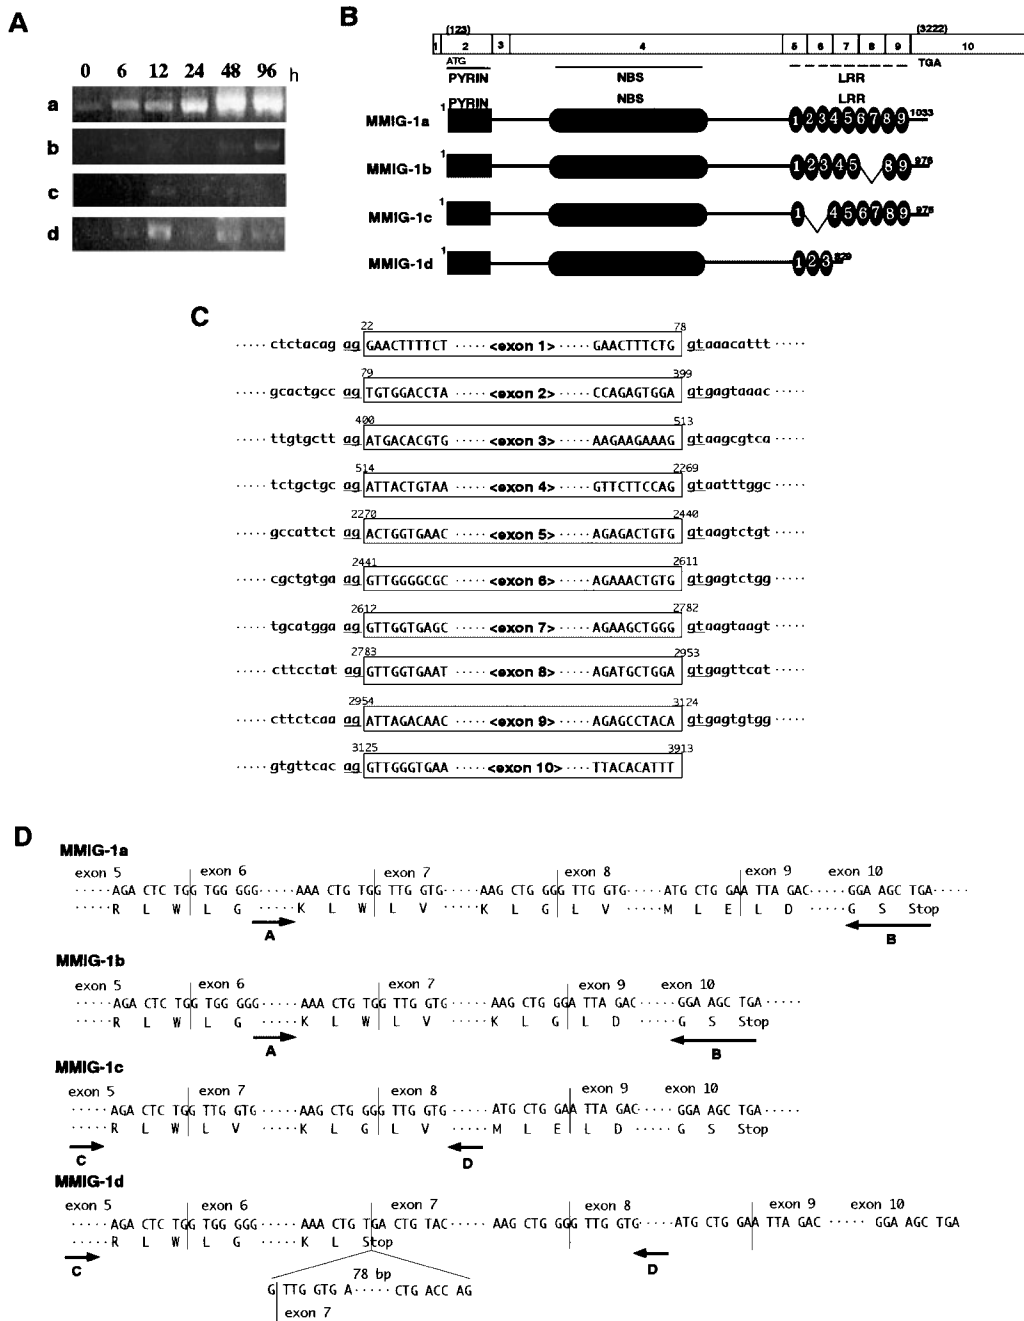 A
0 6 12 24 48 96 h
a
b
c
d
B
(123) (3222)
1 2 3 4 5 6 7 8 9 10
ATG TGA
PYRIN NBS LRR
PYRIN NBS LRR
MMIG-1a 1 1 2 3 4 5 6 7 8 9 1033
MMIG-1b 1 1 2 3 4 5 8 9 976
MMIG-1c 1 1 4 5 6 7 8 9 976
MMIG-1d 1 1 2 3 829
C
22 78
·····ctctacag ag GAACTTTTCT ·····<exon 1>····· GAACTTTCTG gtaaacattt·····
79 399
·····gcactgcc ag TGTGGACCTA ·····<exon 2>····· CCAGAGTGGA gtgagtaaac·····
400 513
·····ttgtgctt ag ATGACACGTG ·····<exon 3>····· AAGAAGAAAG gtaagcgtca·····
514 2269
·····tctgctgc ag ATTACTGTAA ·····<exon 4>····· GTTCTTCCAG gtaatttggc·····
2270 2440
·····gccattct ag ACTGGTGAAC ·····<exon 5>····· AGAGACTGTG gtaagtctgt·····
2441 2611
·····cgctgtga ag GTTGGGGCGC ·····<exon 6>····· AGAAACTGTG gtgagtctgg·····
2612 2782
·····tgcatgga ag GTTGGTGAGC ·····<exon 7>····· AGAAGCTGGG gtaagtaagt·····
2783 2953
·····cttcctat ag GTTGGTGAAT ·····<exon 8>····· AGATGCTGGA gtgagttcat·····
2954 3124
·····cttctcaa ag ATTAGACAAC ·····<exon 9>····· AGAGCCTACA gtgagtgtgg·····
3125 3913
·····gtgttcac ag GTTGGGTGAA ·····<exon 10>····· TTACACATTT
D
MMIG-1a
exon 5 exon 6 exon 7 exon 8 exon 9 exon 10
·····AGA CTC TGG TGG GGG·····AAA CTG TGG TTG GTG·····AAG CTG GGG TTG GTG·····ATG CTG GAA TTA GAC·····GGA AGC TGA·····
·····R L W L G·····K L W L V·····K L G L V·····M L E L D·····G S Stop
A B
MMIG-1b
exon 5 exon 6 exon 7 exon 9 exon 10
·····AGA CTC TGG TGG GGG·····AAA CTG TGG TTG GTG·····AAG CTG GGA TTA GAC·····GGA AGC TGA·····
·····R L W L G·····K L W L V·····K L G L D·····G S Stop
A B
MMIG-1c
exon 5 exon 7 exon 8 exon 9 exon 10
·····AGA CTC TGG TTG GTG·····AAG CTG GGG TTG GTG·····ATG CTG GAA TTA GAC·····GGA AGC TGA·····
·····R L W L V·····K L G L V·····M L E L D·····G S Stop
C D
MMIG-1d
exon 5 exon 6 exon 7 exon 8 exon 9 exon 10
·····AGA CTC TGG TGG GGG·····AAA CTG TGA CTG TAC·····AAG CTG GGG TTG GTG·····ATG CTG GAA TTA GAC·····GGA AGC TGA
·····R L W L G·····K L Stop
C D
78 bp
G TTG GTG A·····CTG ACC AG
exon 7